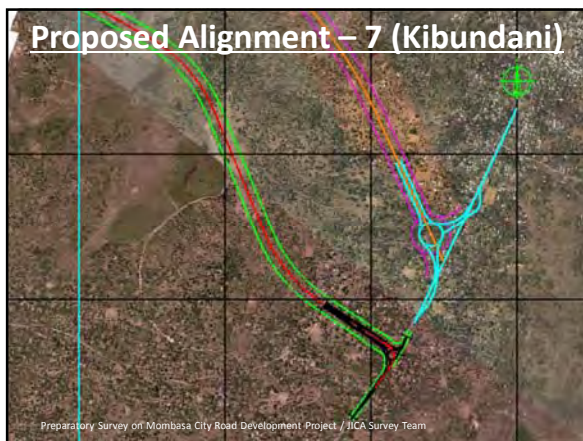 Proposed Alignment – 7 (Kibundani)
Preparatory Survey on Mombasa City Road Development Project / JICA Survey Team